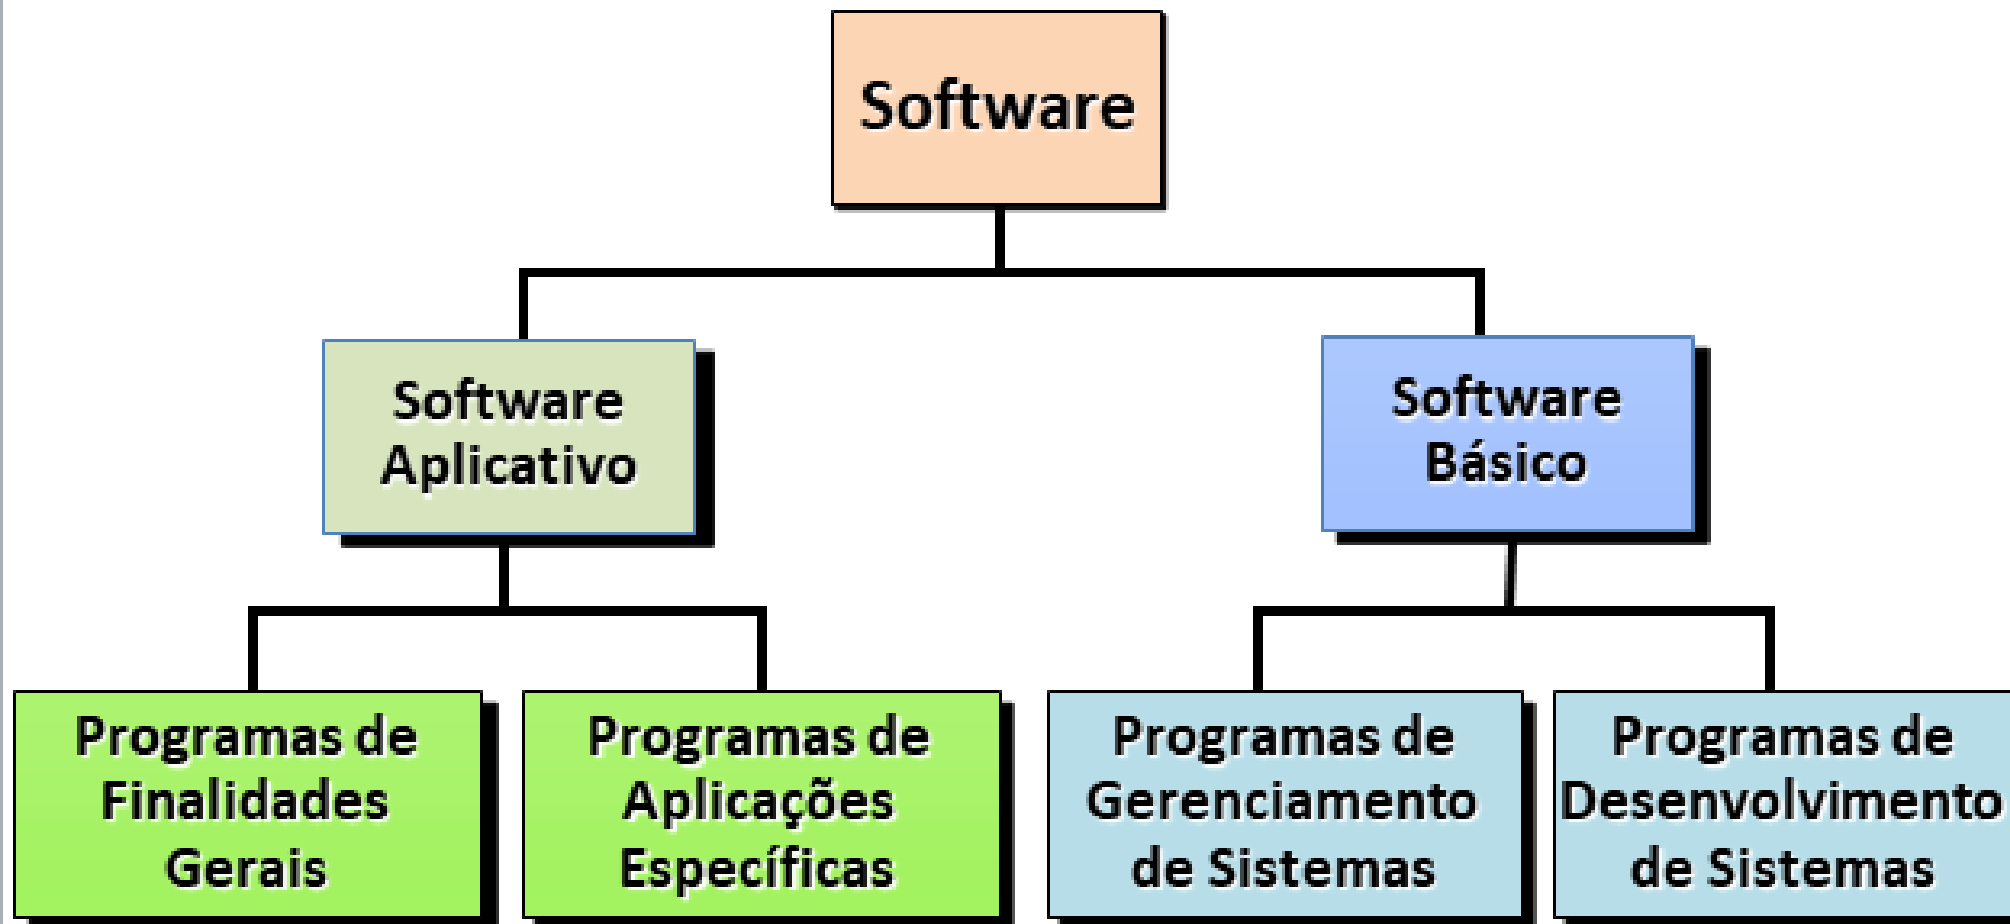 Software
Software
Aplicativo
Software
Básico
Programas de
Finalidades
Gerais
Programas de
Aplicações
Específicas
Programas de
Gerenciamento
de Sistemas
Programas de
Desenvolvimento
de Sistemas